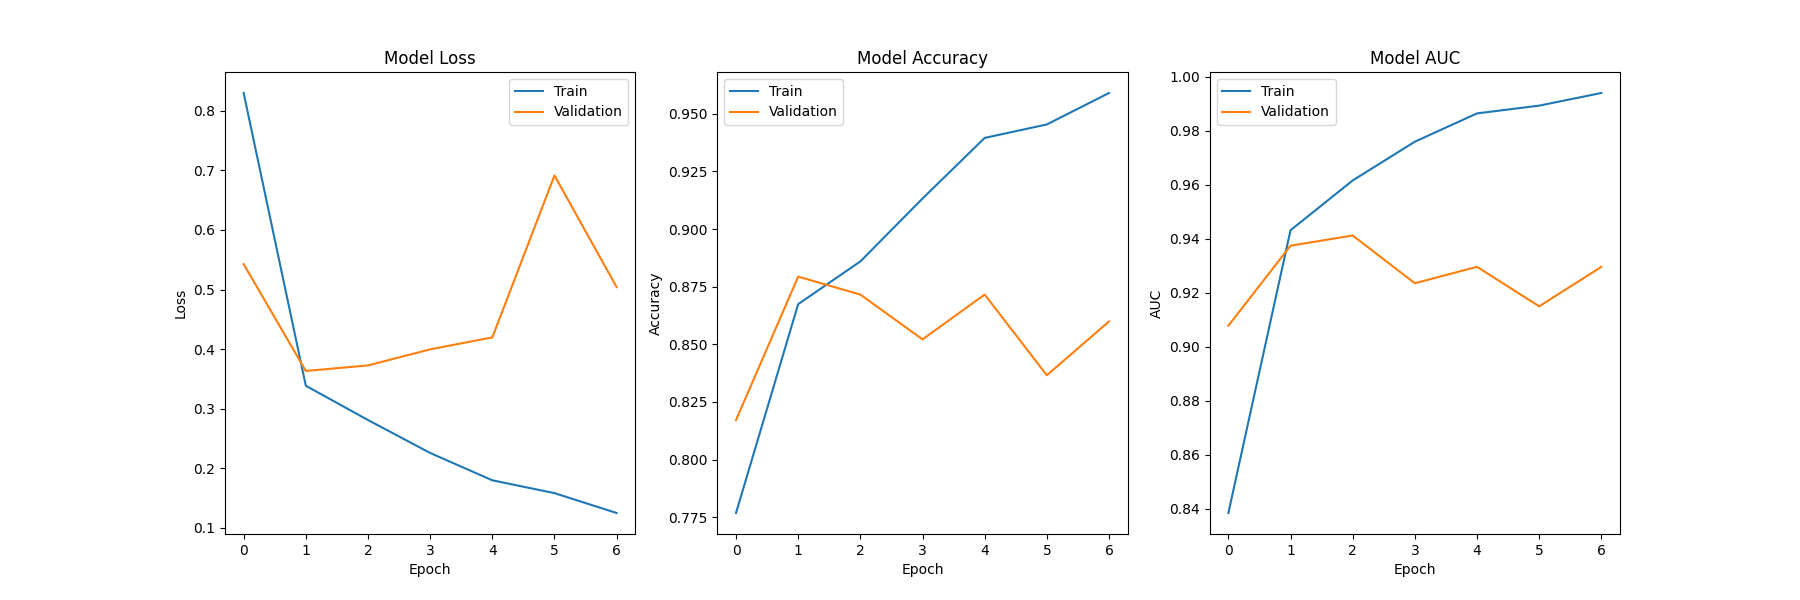 Model Loss
Train
Validation
0.8
0.7
0.6
0.5
0.4
0.3
0.2
0.1
Loss
0 1 2 3 4 5 6
Epoch
Model Accuracy
Train
Validation
0.950
0.925
0.900
0.875
0.850
0.825
0.800
0.775
Accuracy
0 1 2 3 4 5 6
Epoch
Model AUC
Train
Validation
1.00
0.98
0.96
0.94
0.92
0.90
0.88
0.86
0.84
AUC
0 1 2 3 4 5 6
Epoch